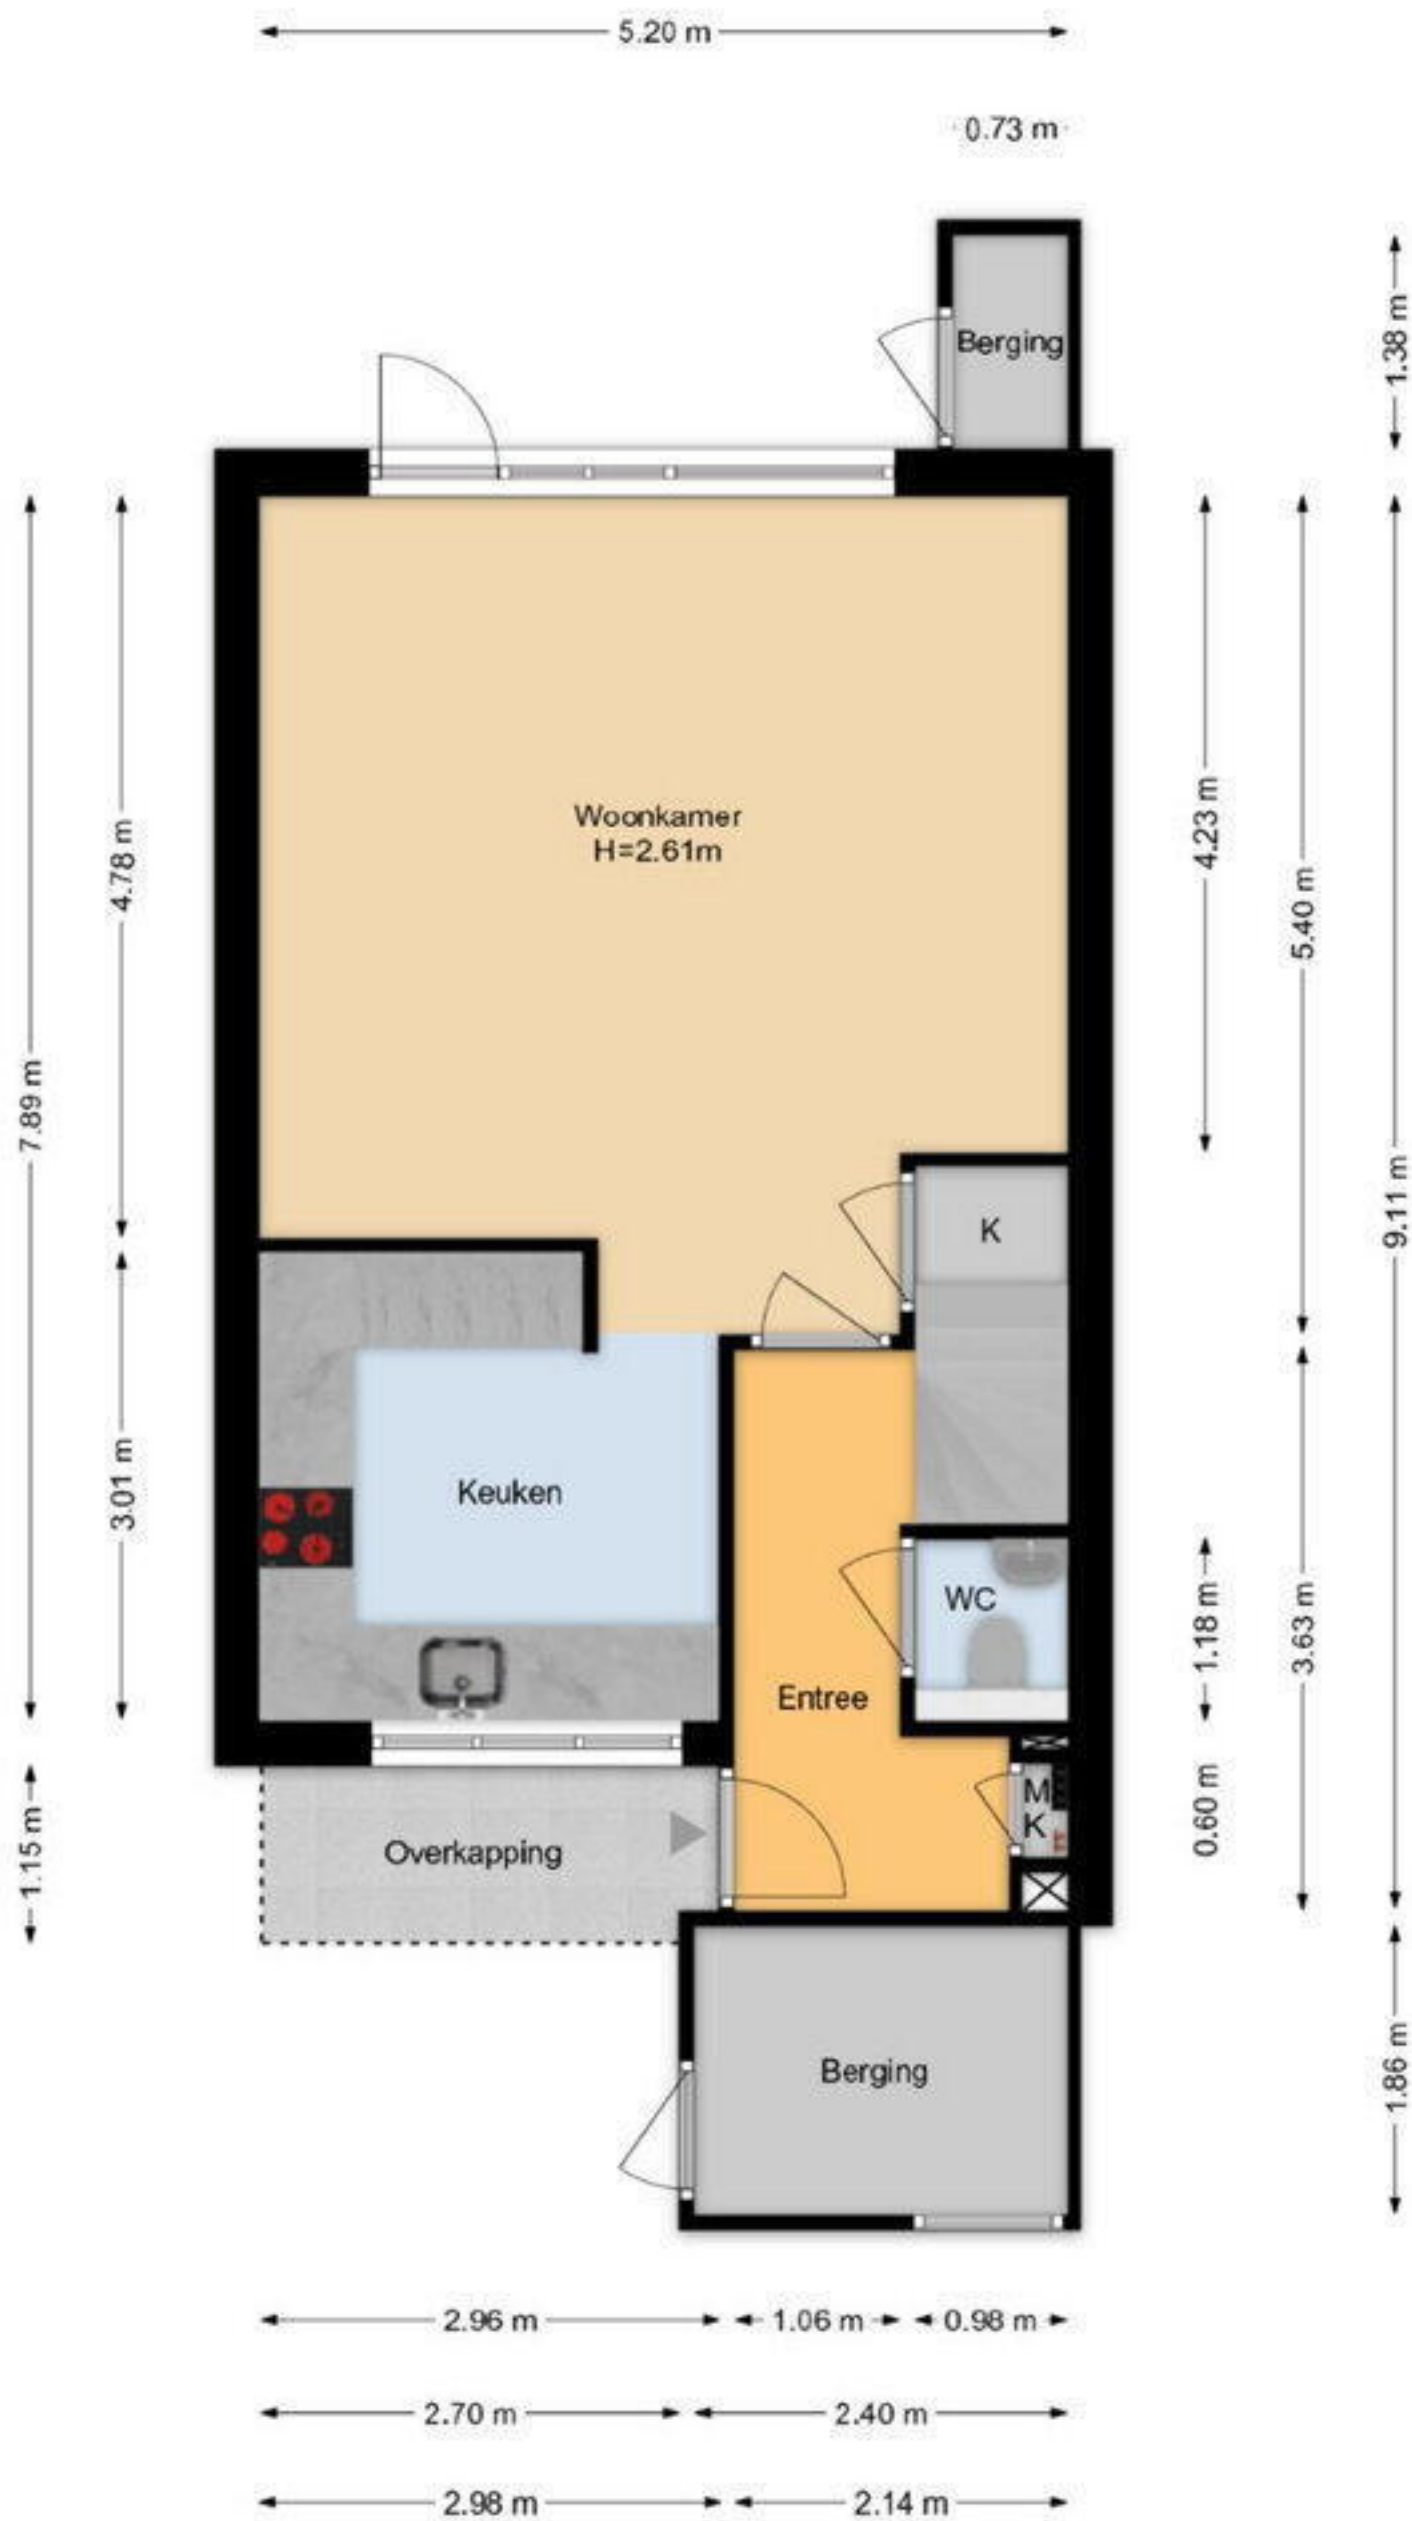 5.20 m
0.73 m
1.38 m
Berging
Woonkamer
H=2.61m
4.78 m
7.89 m
4.23 m
5.40 m
9.11 m
K
Keuken
3.01 m
WC
1.18 m
3.63 m
Entree
M
K
0.60 m
Overkapping
1.15 m
Berging
1.86 m
2.96 m
1.06 m
0.98 m
2.70 m
2.40 m
2.98 m
2.14 m